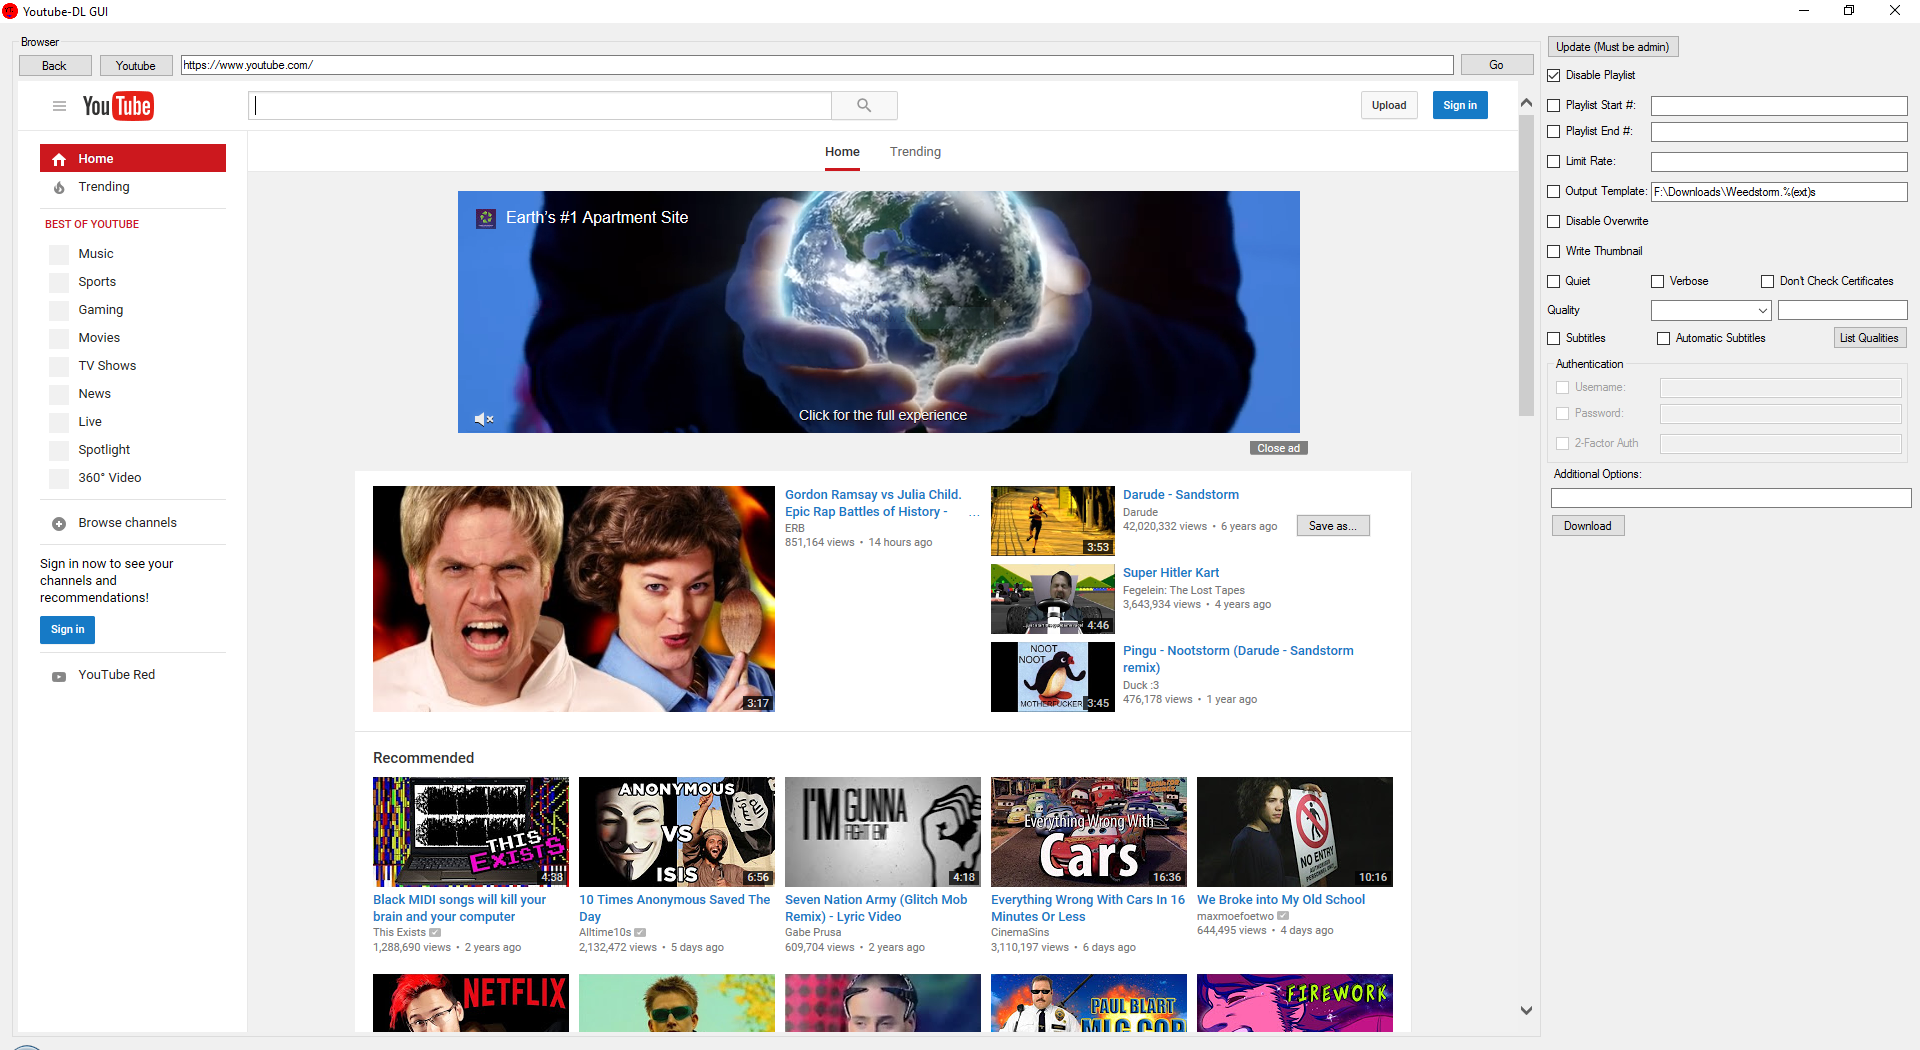 Youtube-DL GUI
Browser
Back
Youtube
https://www.youtube.com/
Go
YouTube
Upload
Sign in
Home
Trending
Home
Trending
BEST OF YOUTUBE
Music
Sports
Gaming
Movies
TV Shows
News
Live
Spotlight
360° Video
Browse channels
Sign in now to see your
channels and
recommendations!
Sign in
YouTube Red
Earth's #1 Apartment Site
Click for the full experience
Close ad
3:17
Gordon Ramsay vs Julia Child.
Epic Rap Battles of History - ...
ERB
851,164 views • 14 hours ago
3:53
Darude - Sandstorm
Darude
42,020,332 views • 6 years ago
Save as...
4:46
Super Hitler Kart
Fegelein: The Lost Tapes
3,643,934 views • 4 years ago
NOOT
NOOT
MOTHERFUCKER
3:45
Pingu - Nootstorm (Darude - Sandstorm
remix)
Duck :3
476,178 views • 1 year ago
Recommended
THIS
EXISTS
4:38
Black MIDI songs will kill your
brain and your computer
This Exists
1,288,690 views • 2 years ago
ANONYMOUS
VS
ISIS
6:56
10 Times Anonymous Saved The
Day
Alltime10s
2,132,472 views • 5 days ago
I'M GUNNA
FIGHT EM'
4:18
Seven Nation Army (Glitch Mob
Remix) - Lyric Video
Gabe Prusa
609,704 views • 2 years ago
Everything Wrong With
Cars
16:36
Everything Wrong With Cars In 16
Minutes Or Less
CinemaSins
3,110,197 views • 6 days ago
NO ENTRY
10:16
We Broke into My Old School
maxmoefoetwo
644,495 views • 4 days ago
NETFLIX
PAUL BLART
MLG COP
FIREWORK
Update (Must be admin)
Disable Playlist
Playlist Start #:
Playlist End #:
Limit Rate:
Output Template:
F:\Downloads\Weedstorm.%(ext)s
Disable Overwrite
Write Thumbnail
Quiet
Verbose
Don't Check Certificates
Quality
Subtitles
Automatic Subtitles
List Qualities
Authentication
Username:
Password:
2-Factor Auth
Additional Options:
Download